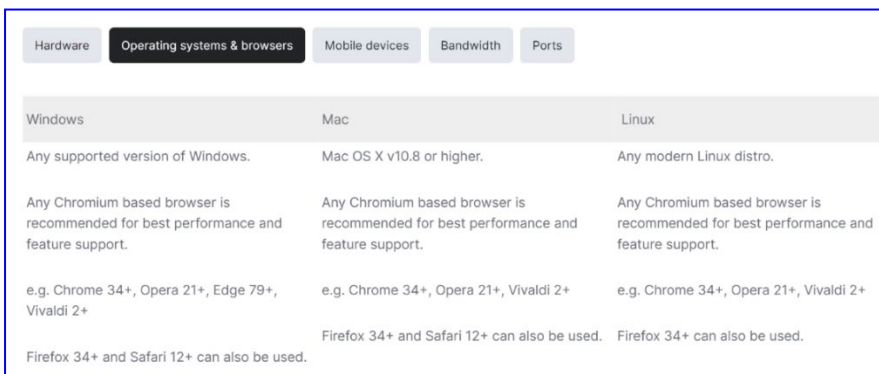 Hardware
Operating systems & browsers
Mobile devices
Bandwidth
Ports
Windows
Mac
Linux
Any supported version of Windows.
Mac OS X v10.8 or higher.
Any modern Linux distro.
Any Chromium based browser is
recommended for best performance and
feature support.
Any Chromium based browser is
recommended for best performance and
feature support.
Any Chromium based browser is
recommended for best performance and
feature support.
e.g. Chrome 34+, Opera 21+, Edge 79+,
Vivaldi 2+
e.g. Chrome 34+, Opera 21+, Vivaldi 2+
e.g. Chrome 34+, Opera 21+, Vivaldi 2+
Firefox 34+ and Safari 12+ can also be used.
Firefox 34+ and Safari 12+ can also be used.
Firefox 34+ can also be used.